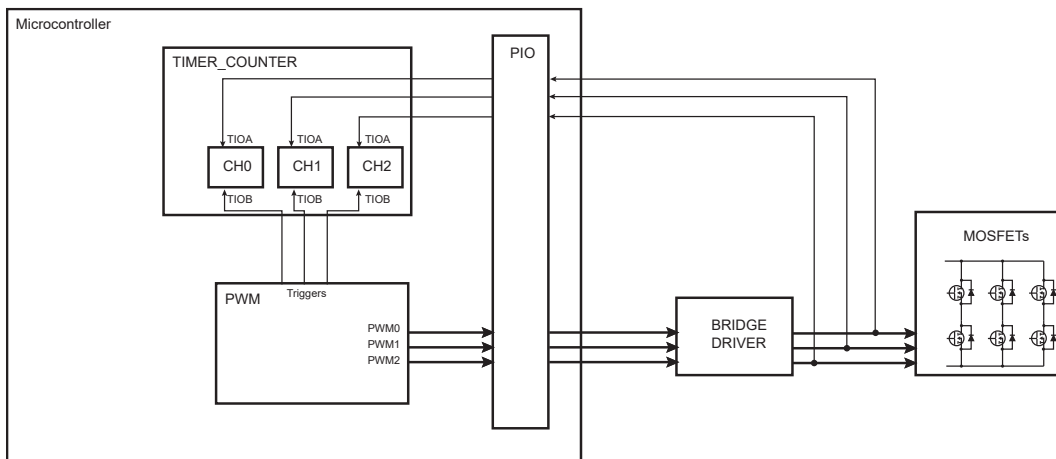 Microcontroller
PIO
TIMER_COUNTER
TIOA
TIOA
TIOA
CH0
CH1
CH2
TIOB
TIOB
TIOB
MOSFETs
Triggers
PWM
PWM0
PWM1
PWM2
BRIDGE
DRIVER